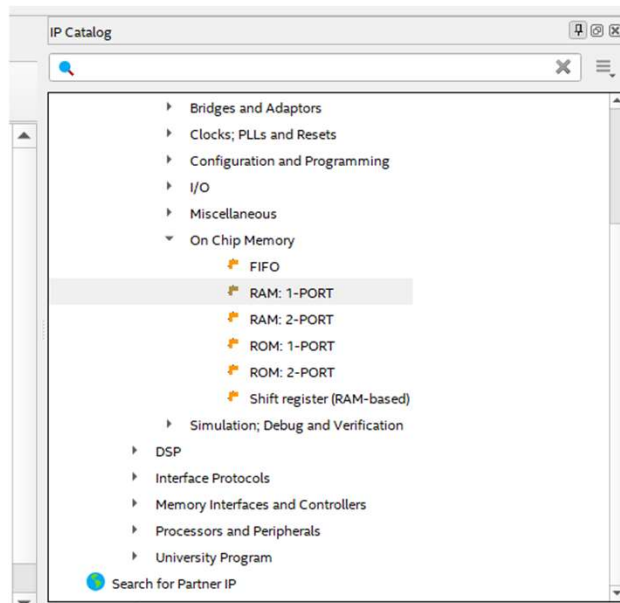 IP Catalog
Bridges and Adaptors
Clocks; PLLs and Resets
Configuration and Programming
I/O
Miscellaneous
On Chip Memory
FIFO
RAM: 1-PORT
RAM: 2-PORT
ROM: 1-PORT
ROM: 2-PORT
Shift register (RAM-based)
Simulation; Debug and Verification
DSP
Interface Protocols
Memory Interfaces and Controllers
Processors and Peripherals
University Program
Search for Partner IP